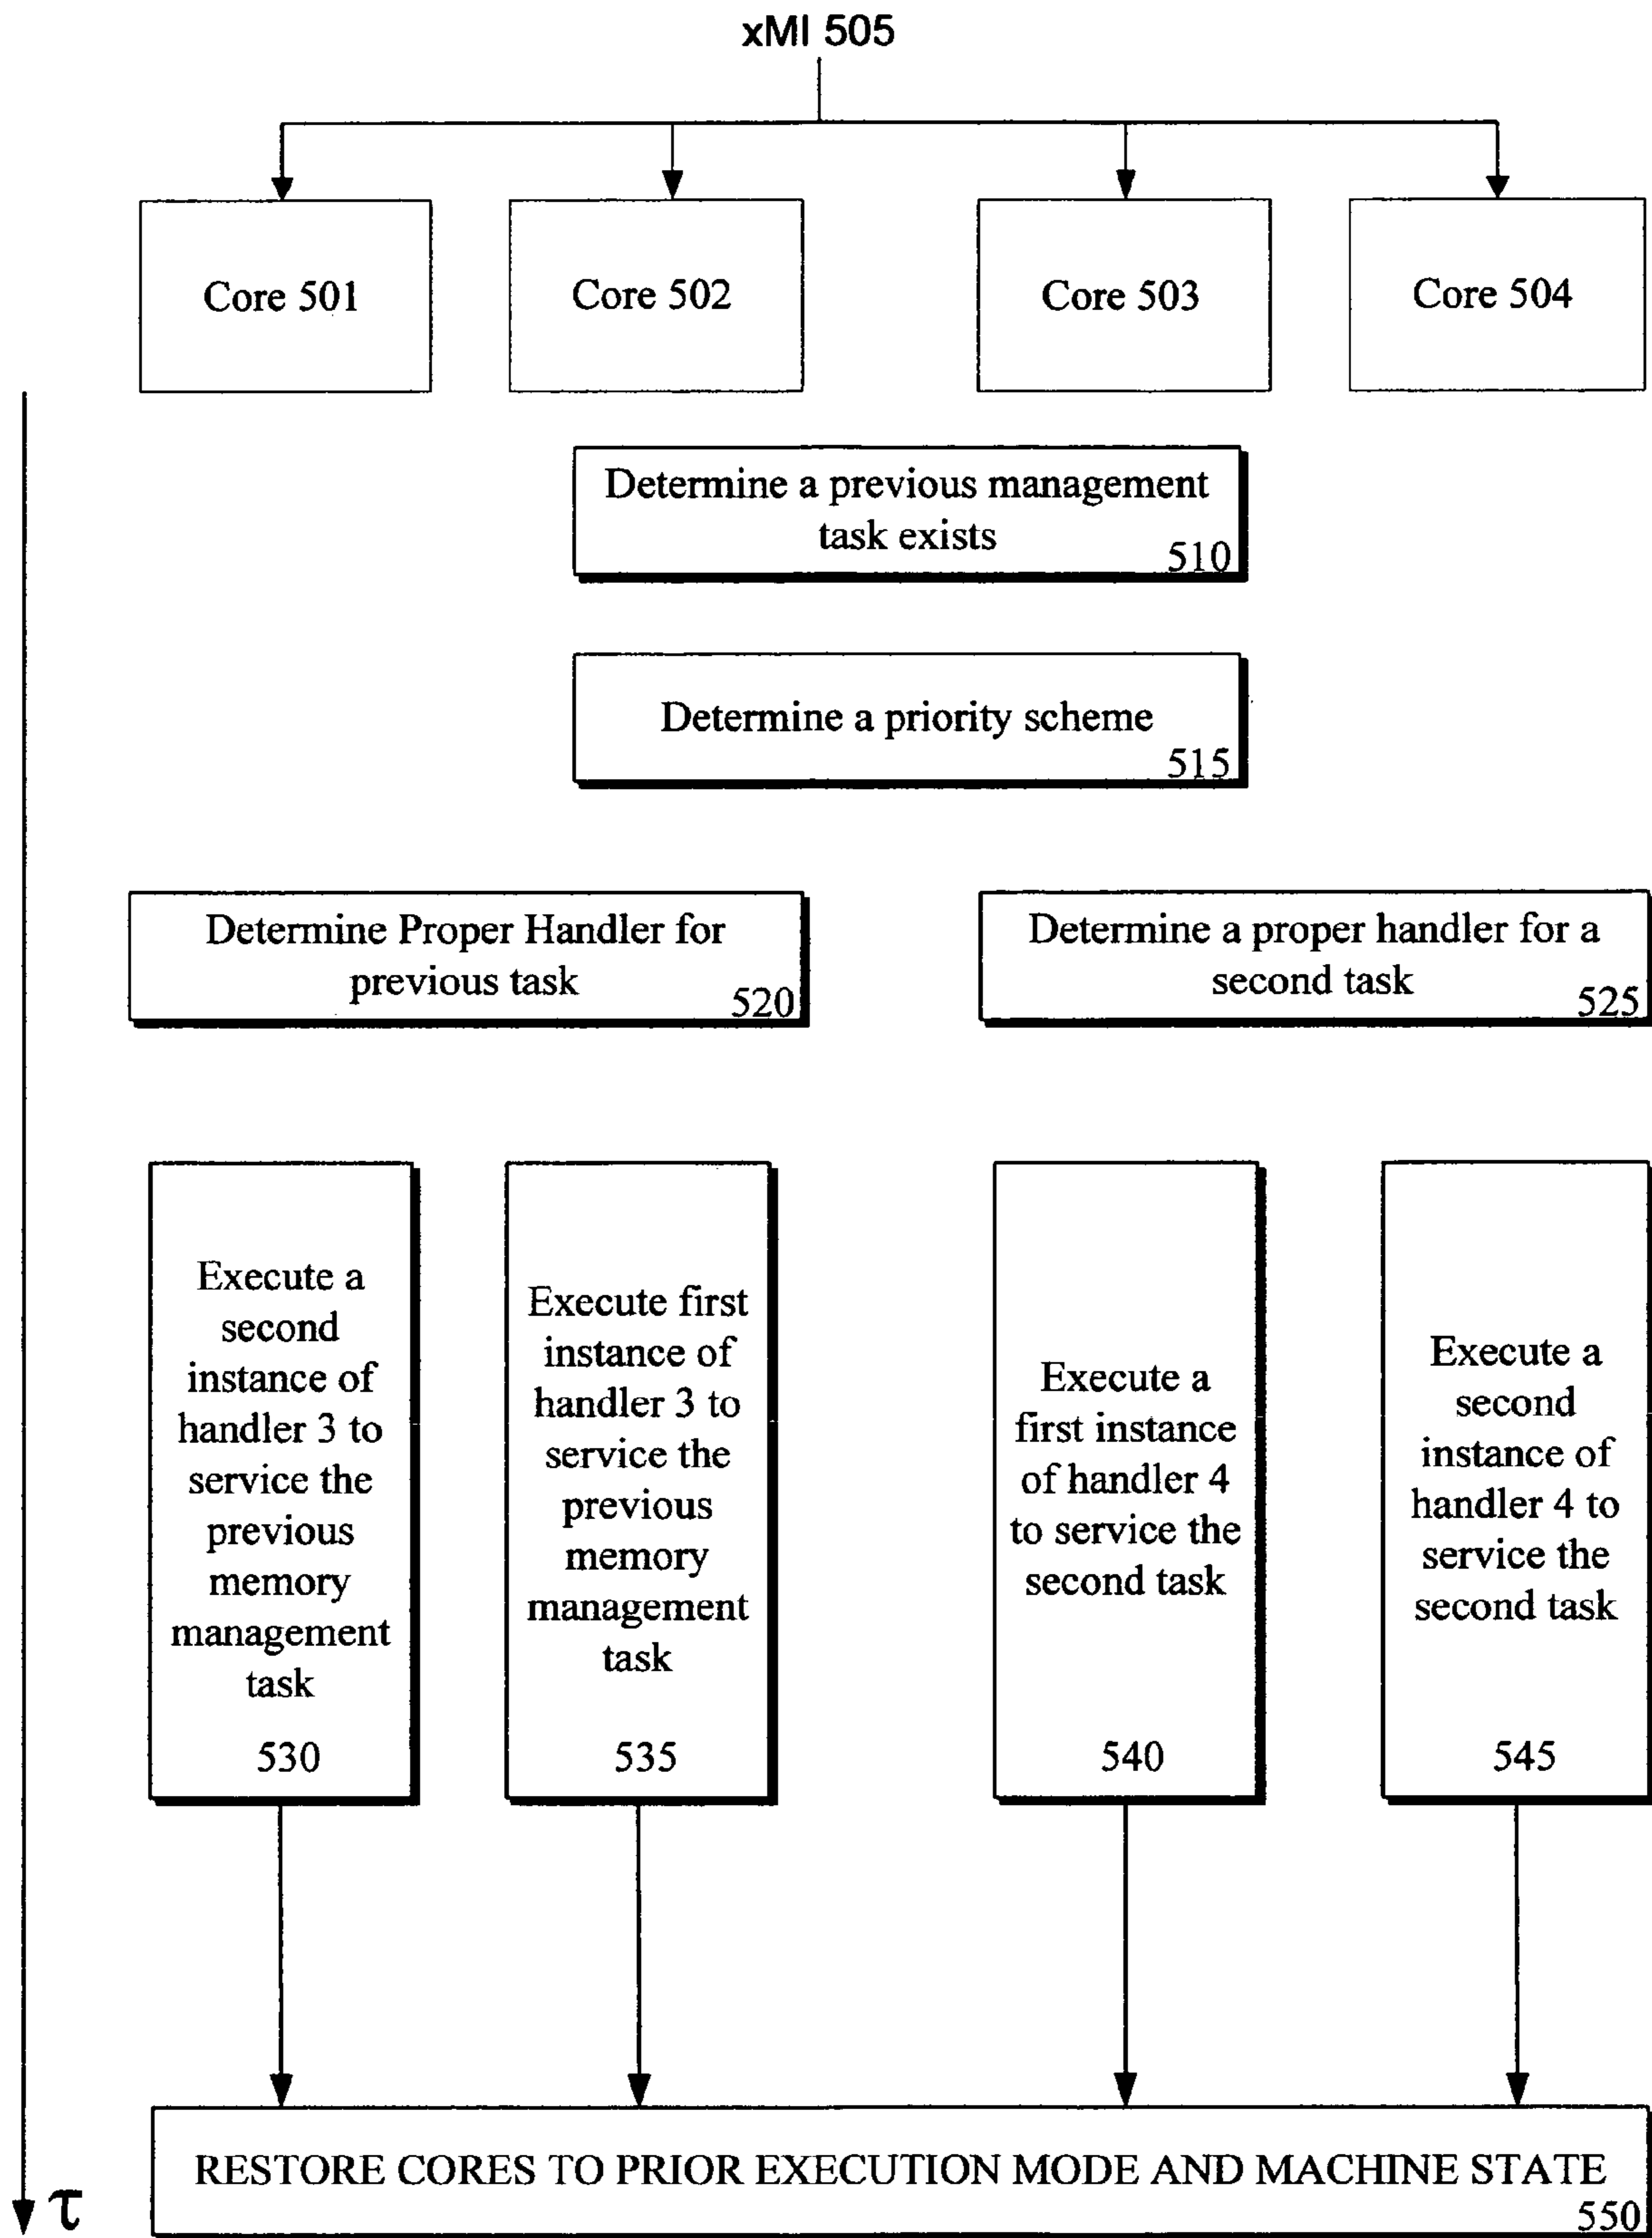 xMI 505
Core 501
Core 502
Core 503
Core 504
Determine a previous management
task exists
510
Determine a priority scheme
515
Determine Proper Handler for
previous task
520
Determine a proper handler for a
second task
525
Execute a
second
instance of
handler 3 to
service the
previous
memory
management
task
530
Execute first
instance of
handler 3 to
service the
previous
memory
management
task
535
Execute a
first instance
of handler 4
to service the
second task
540
Execute a
second
instance of
handler 4 to
service the
second task
545
RESTORE CORES TO PRIOR EXECUTION MODE AND MACHINE STATE
550
τ